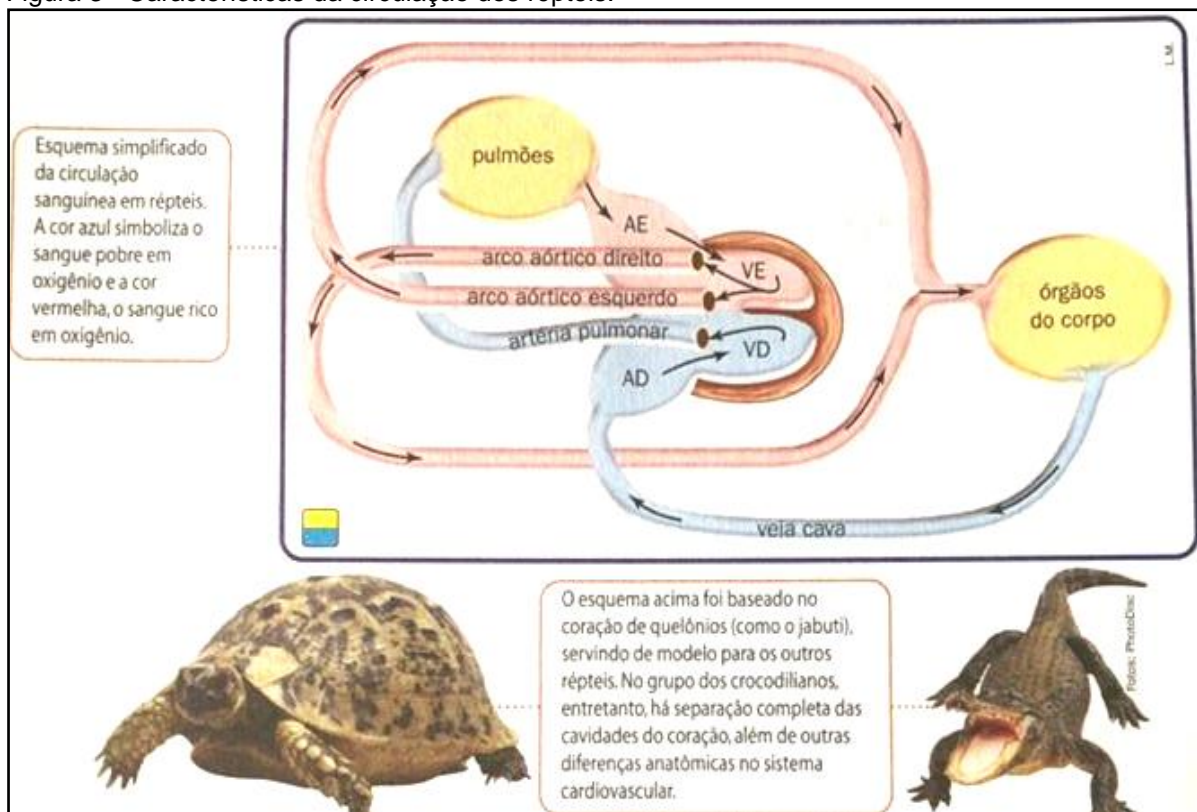 Figura 3 - Características da circulação dos répteis.
L.M.
Esquema simplificado
da circulação
sanguínea em répteis.
A cor azul simboliza o
sangue pobre em
oxigênio e a cor
vermelha, o sangue rico
em oxigênio.
pulmões
AE
arco aórtico direito
VE
arco aórtico esquerdo
artéria pulmonar
VD
AD
órgãos
do corpo
veia cava
O esquema acima foi baseado no
coração de quelônios (como o jabuti),
servindo de modelo para os outros
répteis. No grupo dos crocodilianos,
entretanto, há separação completa das
cavidades do coração, além de outras
diferenças anatômicas no sistema
cardiovascular.
Fotos: PhotoDisc